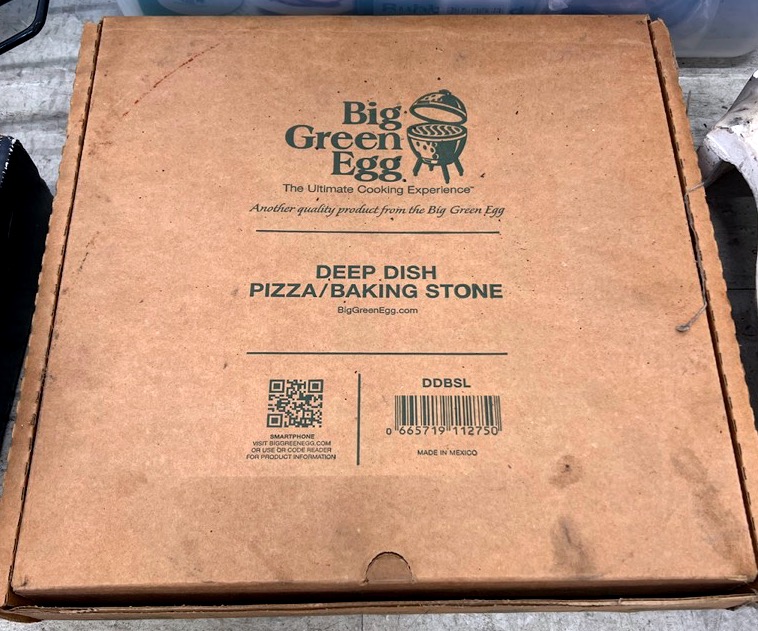 Big
Green
Egg.
The Ultimate Cooking Experience™
Another quality product from the Big Green Egg
DEEP DISH
PIZZA/BAKING STONE
BigGreenEgg.com
SMARTPHONE
VISIT BIGGREENEGG.COM
OR USE QR CODE READER
FOR PRODUCT INFORMATION
DDBSL
0 665719 112750
MADE IN MEXICO